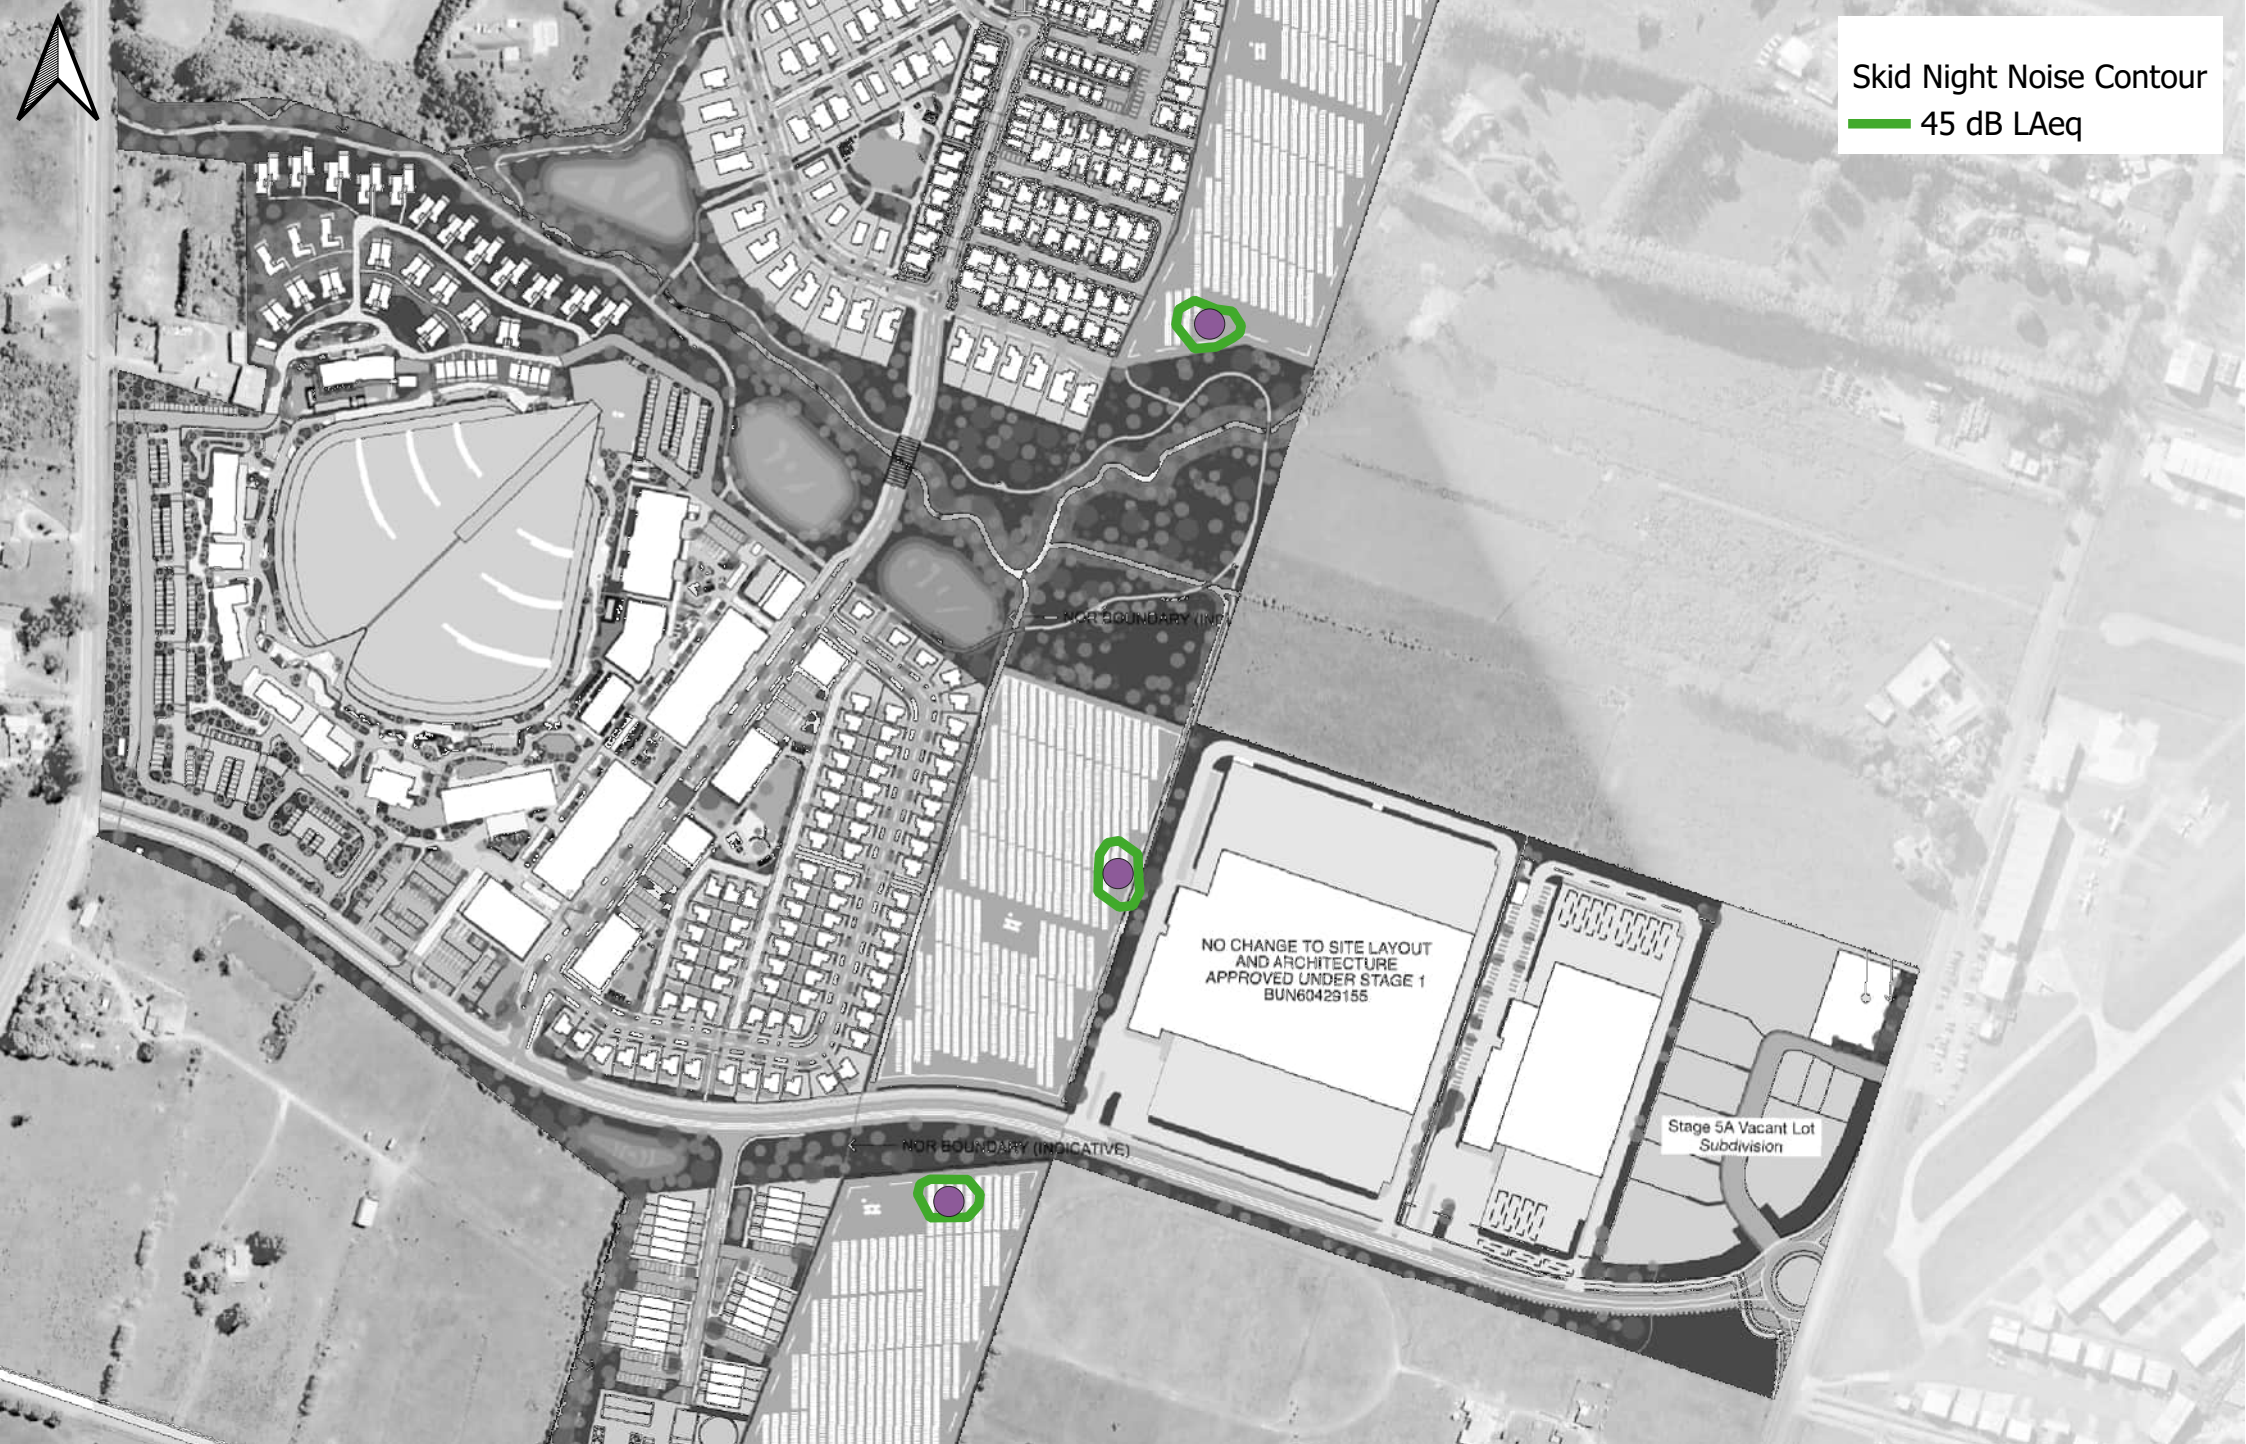 Skid Night Noise Contour
45 dB LAeq
NOR BOUNDARY (IND
NO CHANGE TO SITE LAYOUT
AND ARCHITECTURE
APPROVED UNDER STAGE 1
BUN60429155
Stage 5A Vacant Lot
Subdivision
NOR BOUNDARY (INDICATIVE)